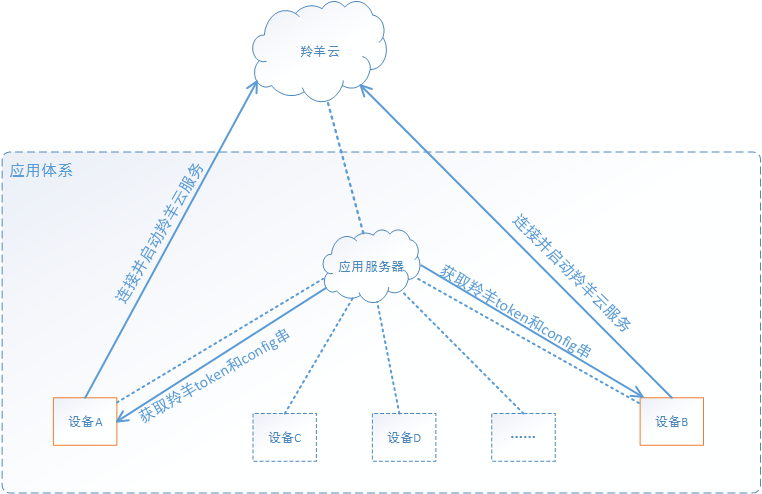 羚羊云
应用体系
连接并启动羚羊云服务
连接并启动羚羊云服务
应用服务器
获取羚羊token和config串
获取羚羊token和config串
设备A
设备C
设备D
……
设备B